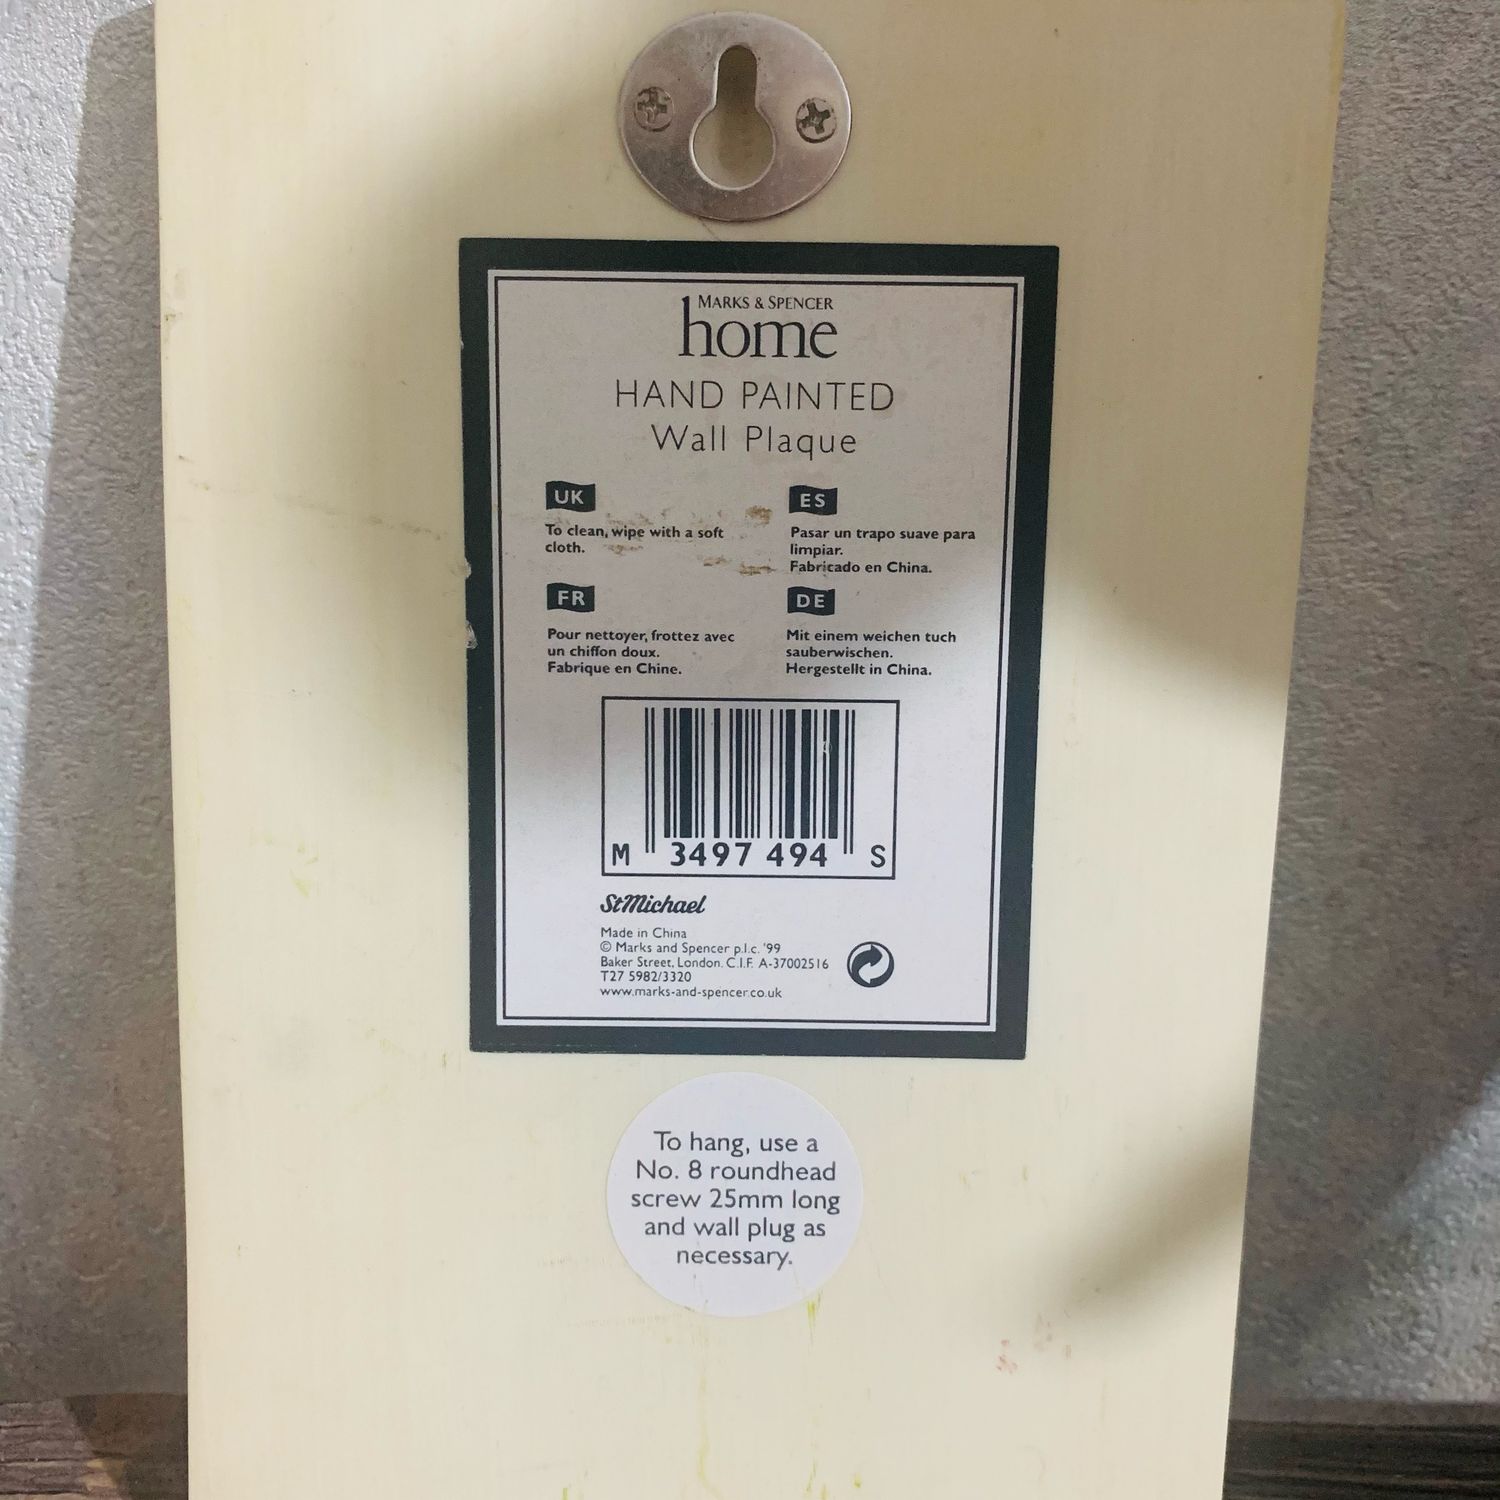 MARKS & SPENCER
home
HAND PAINTED
Wall Plaque
UK
To clean, wipe with a soft
cloth.
ES
Pasar un trapo suave para
limpiar.
Fabricado en China.
FR
Pour nettoyer, frottez avec
un chiffon doux.
Fabrique en Chine.
DE
Mit einem weichen tuch
sauberwischen.
Hergestellt in China.
M 3497 494 S
StMichael
Made in China
© Marks and Spencer p.l.c. '99
Baker Street, London. C.I.F. A-37002516
T27 5982/3320
www.marks-and-spencer.co.uk
To hang, use a
No. 8 roundhead
screw 25mm long
and wall plug as
necessary.